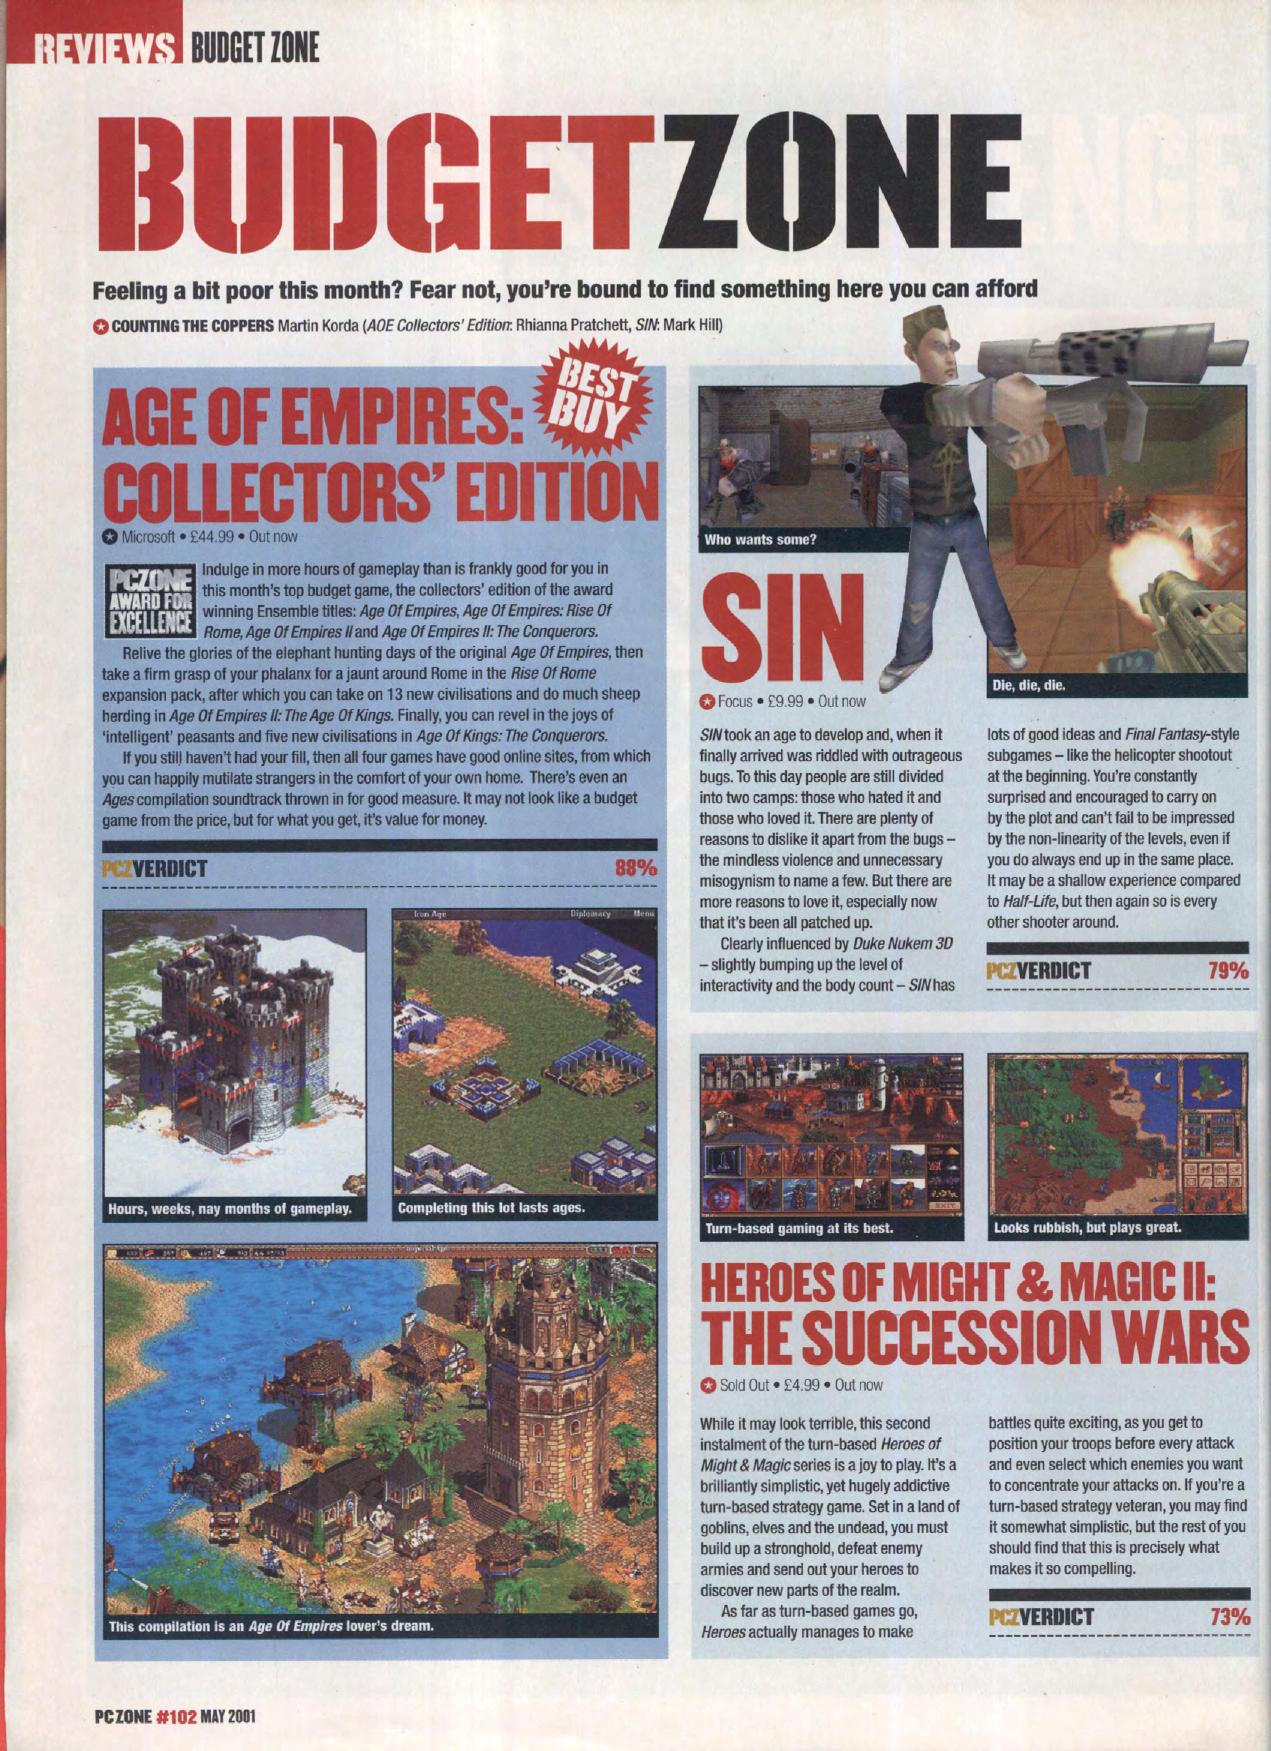 REVIEWS BUDGET ZONE
BUDGETZONE
Feeling a bit poor this month? Fear not, you're bound to find something here you can afford
COUNTING THE COPPERS Martin Korda (AOE Collectors' Edition: Rhianna Pratchett, SIN: Mark Hill)
BEST
BUY
AGE OF EMPIRES:
COLLECTORS' EDITION
Microsoft • £44.99 • Out now
PCZONE
AWARD FOR
EXCELLENCE
Indulge in more hours of gameplay than is frankly good for you in
this month's top budget game, the collectors' edition of the award
winning Ensemble titles: Age Of Empires, Age Of Empires: Rise Of
Rome, Age Of Empires II and Age Of Empires II: The Conquerors.
Relive the glories of the elephant hunting days of the original Age Of Empires, then
take a firm grasp of your phalanx for a jaunt around Rome in the Rise Of Rome
expansion pack, after which you can take on 13 new civilisations and do much sheep
herding in Age Of Empires II: The Age Of Kings. Finally, you can revel in the joys of
'intelligent' peasants and five new civilisations in Age Of Kings: The Conquerors.
If you still haven't had your fill, then all four games have good online sites, from which
you can happily mutilate strangers in the comfort of your own home. There's even an
Ages compilation soundtrack thrown in for good measure. It may not look like a budget
game from the price, but for what you get, it's value for money.
PCZVERDICT 88%
Iron Age Diplomacy Menu
Hours, weeks, nay months of gameplay.
Completing this lot lasts ages.
This compilation is an Age Of Empires lover's dream.
Who wants some?
Die, die, die.
SIN
Focus • £9.99 • Out now
SIN took an age to develop and, when it
finally arrived was riddled with outrageous
bugs. To this day people are still divided
into two camps: those who hated it and
those who loved it. There are plenty of
reasons to dislike it apart from the bugs –
the mindless violence and unnecessary
misogynism to name a few. But there are
more reasons to love it, especially now
that it's been all patched up.
Clearly influenced by Duke Nukem 3D
– slightly bumping up the level of
interactivity and the body count – SIN has
lots of good ideas and Final Fantasy-style
subgames – like the helicopter shootout
at the beginning. You're constantly
surprised and encouraged to carry on
by the plot and can't fail to be impressed
by the non-linearity of the levels, even if
you do always end up in the same place.
It may be a shallow experience compared
to Half-Life, but then again so is every
other shooter around.
PCZVERDICT 79%
Turn-based gaming at its best.
Looks rubbish, but plays great.
HEROES OF MIGHT & MAGIC II:
THE SUCCESSION WARS
Sold Out • £4.99 • Out now
While it may look terrible, this second
instalment of the turn-based Heroes of
Might & Magic series is a joy to play. It's a
brilliantly simplistic, yet hugely addictive
turn-based strategy game. Set in a land of
goblins, elves and the undead, you must
build up a stronghold, defeat enemy
armies and send out your heroes to
discover new parts of the realm.
As far as turn-based games go,
Heroes actually manages to make
battles quite exciting, as you get to
position your troops before every attack
and even select which enemies you want
to concentrate your attacks on. If you're a
turn-based strategy veteran, you may find
it somewhat simplistic, but the rest of you
should find that this is precisely what
makes it so compelling.
PCZVERDICT 73%
PCZONE #102 MAY 2001